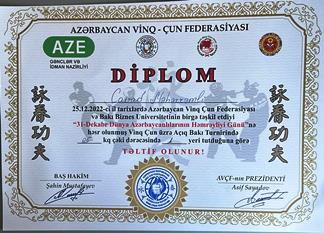 AZƏRBAYCAN VİNQ - ÇUN FEDERASİYASI
AZE
GƏNCLƏR VƏ
İDMAN NAZİRLİYİ
DİPLOM
25.12.2022-ci il tarixlərdə Azərbaycan Vinq Çun Federasiyası
və Bakı Biznes Universitetinin birgə təşkil etdiyi
"31-Dekabr Dünya Azərbaycanlılarının Həmrəyliyi Günü"nə
həsr olunmuş Vinq Çun üzrə Açıq Bakı Turnirində
kq çəki dərəcəsində yeri tutduğuna görə
TƏLTİF OLUNUR!
詠春功夫
詠春功夫
BAŞ HAKİM
Şahin Mustafayev
AVÇF-nın PREZİDENTİ
Asif Səyadov